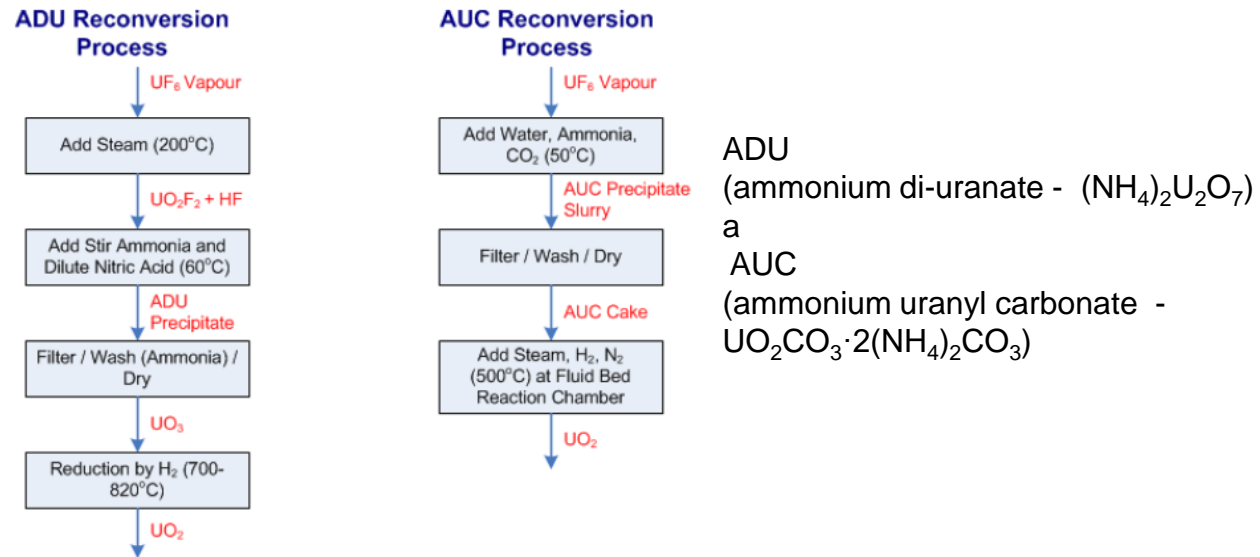 ADU Reconversion
Process
UF₆ Vapour
Add Steam (200°C)
UO₂F₂ + HF
Add Stir Ammonia and
Dilute Nitric Acid (60°C)
ADU
Precipitate
Filter / Wash (Ammonia) /
Dry
UO₃
Reduction by H₂ (700-
820°C)
UO₂
AUC Reconversion
Process
UF₆ Vapour
Add Water, Ammonia,
CO₂ (50°C)
AUC Precipitate
Slurry
Filter / Wash / Dry
AUC Cake
Add Steam, H₂, N₂
(500°C) at Fluid Bed
Reaction Chamber
UO₂
ADU
(ammonium di-uranate - (NH₄)₂U₂O₇)
a
AUC
(ammonium uranyl carbonate -
UO₂CO₃·2(NH₄)₂CO₃)